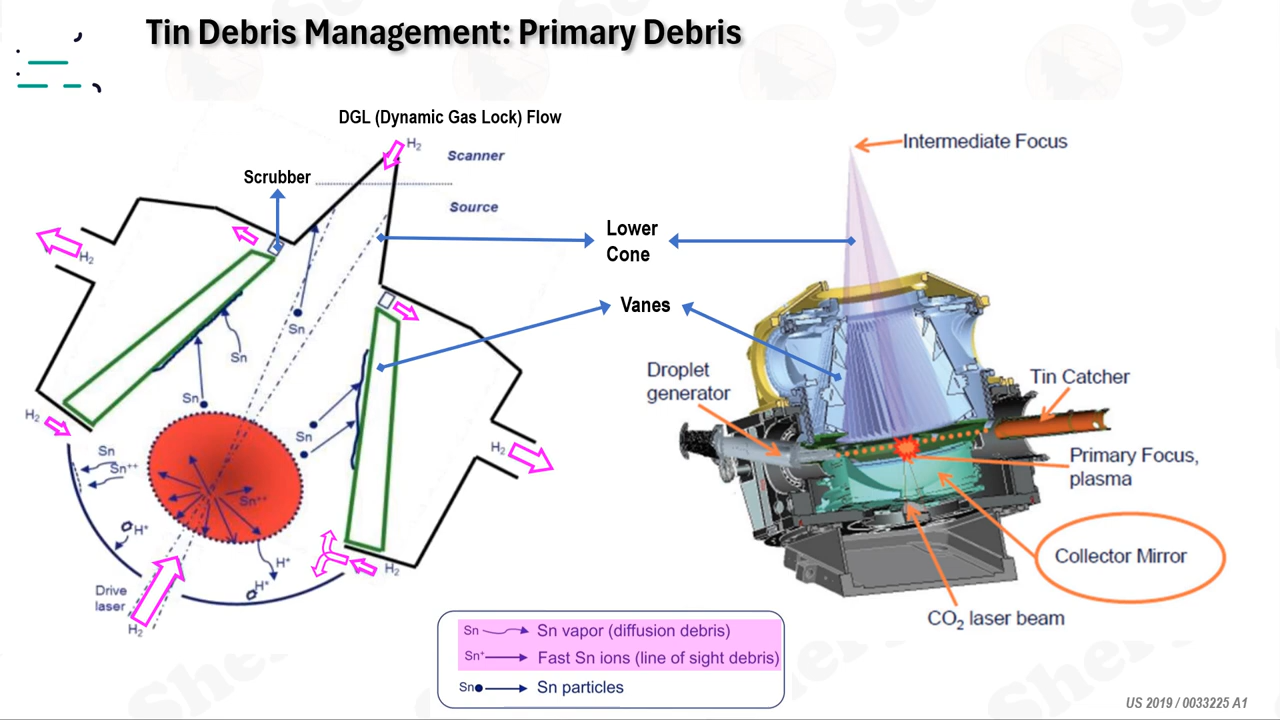 Tin Debris Management: Primary Debris
DGL (Dynamic Gas Lock) Flow
H₂
Scanner
Scrubber
Source
H₂
Sn
Sn
Sn
H₂
Sn
Sn⁺⁺
Sn⁺⁺
Sn
H₂
H⁺
H⁺
H⁺
H₂
Drive
laser
H₂
Lower
Cone
Vanes
Intermediate Focus
Droplet
generator
Tin Catcher
Primary Focus,
plasma
Collector Mirror
CO₂ laser beam
Sn Sn vapor (diffusion debris)
Sn⁺ Fast Sn ions (line of sight debris)
Sn Sn particles
US 2019 / 0033225 A1